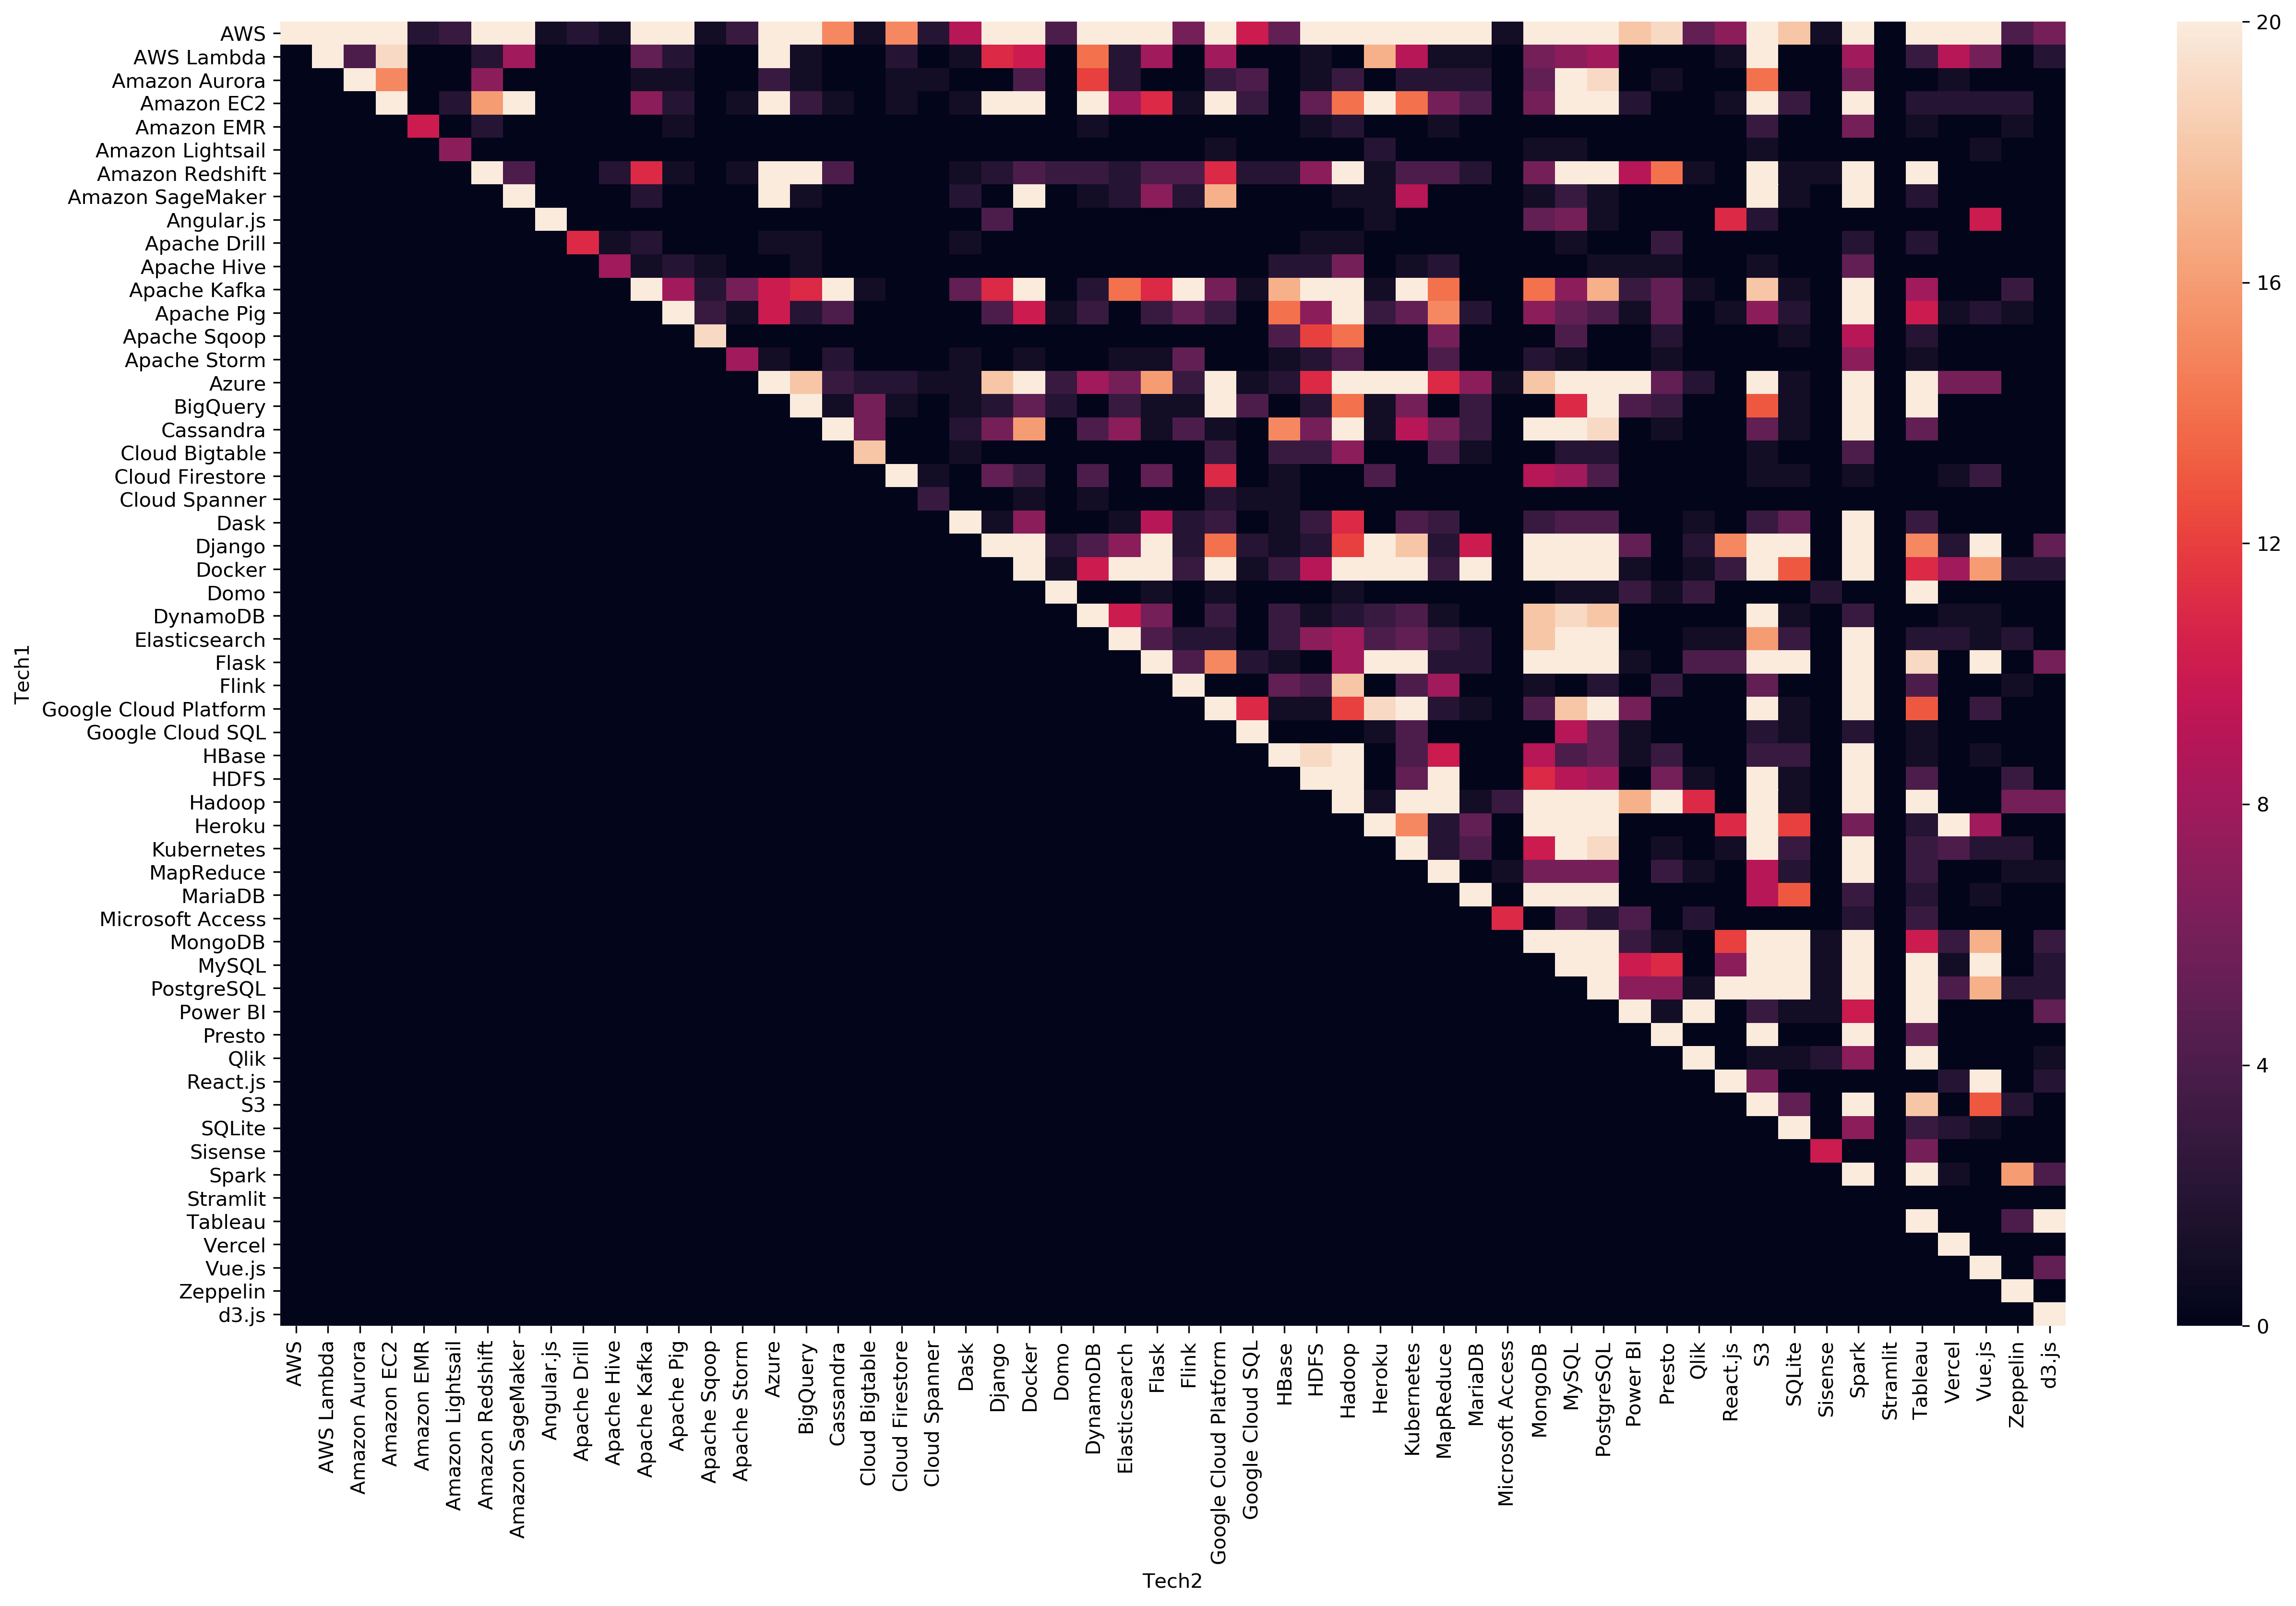 Tech1
AWS
AWS Lambda
Amazon Aurora
Amazon EC2
Amazon EMR
Amazon Lightsail
Amazon Redshift
Amazon SageMaker
Angular.js
Apache Drill
Apache Hive
Apache Kafka
Apache Pig
Apache Sqoop
Apache Storm
Azure
BigQuery
Cassandra
Cloud Bigtable
Cloud Firestore
Cloud Spanner
Dask
Django
Docker
Domo
DynamoDB
Elasticsearch
Flask
Flink
Google Cloud Platform
Google Cloud SQL
HBase
HDFS
Hadoop
Heroku
Kubernetes
MapReduce
MariaDB
Microsoft Access
MongoDB
MySQL
PostgreSQL
Power BI
Presto
Qlik
React.js
S3
SQLite
Sisense
Spark
Stramlit
Tableau
Vercel
Vue.js
Zeppelin
d3.js
AWS
AWS Lambda
Amazon Aurora
Amazon EC2
Amazon EMR
Amazon Lightsail
Amazon Redshift
Amazon SageMaker
Angular.js
Apache Drill
Apache Hive
Apache Kafka
Apache Pig
Apache Sqoop
Apache Storm
Azure
BigQuery
Cassandra
Cloud Bigtable
Cloud Firestore
Cloud Spanner
Dask
Django
Docker
Domo
DynamoDB
Elasticsearch
Flask
Flink
Google Cloud Platform
Google Cloud SQL
HBase
HDFS
Hadoop
Heroku
Kubernetes
MapReduce
MariaDB
Microsoft Access
MongoDB
MySQL
PostgreSQL
Power BI
Presto
Qlik
React.js
S3
SQLite
Sisense
Spark
Stramlit
Tableau
Vercel
Vue.js
Zeppelin
d3.js
Tech2
20
16
12
8
4
0